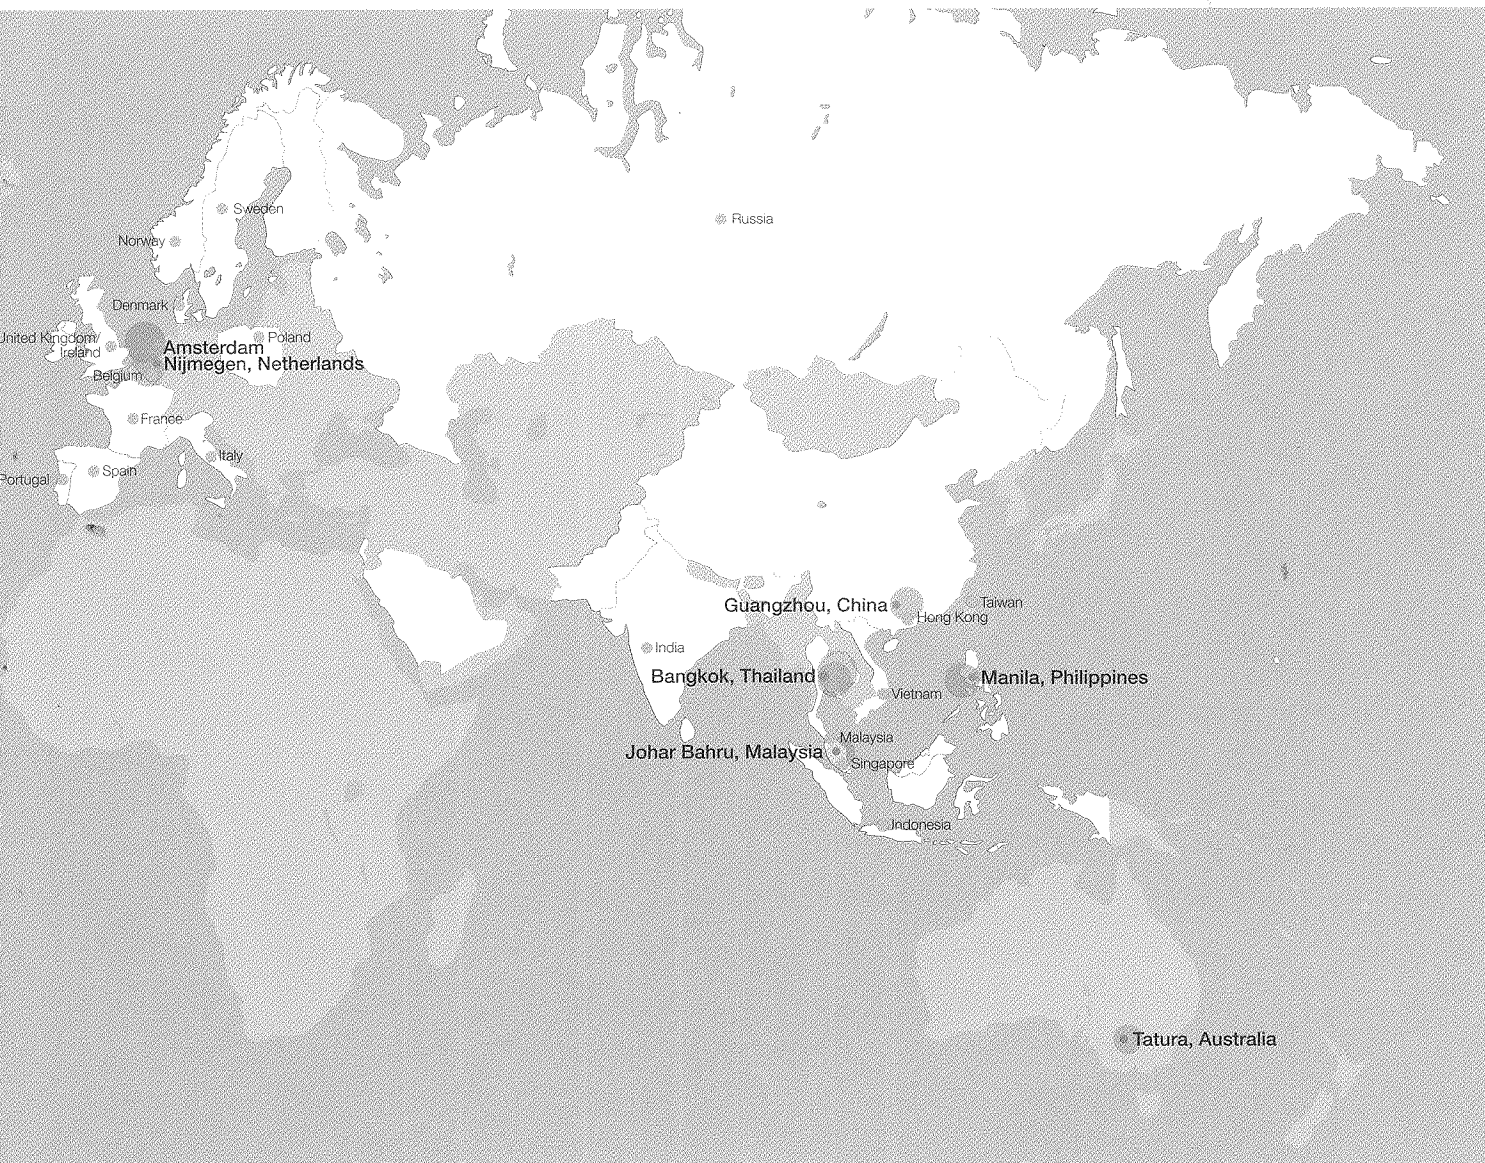 Sweden
Russia
Norway
Denmark
United Kingdom/
Ireland
Poland
Amsterdam
Nijmegen, Netherlands
Belgium
France
Italy
Spain
Portugal
Guangzhou, China
Taiwan
Hong Kong
India
Bangkok, Thailand
Manila, Philippines
Vietnam
Malaysia
Johar Bahru, Malaysia
Singapore
Indonesia
Tatura, Australia